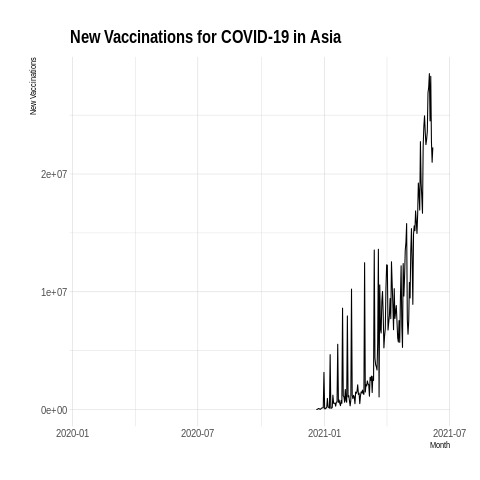 New Vaccinations for COVID-19 in Asia
New Vaccinations
2e+07
1e+07
0e+00
2020-01 2020-07 2021-01 2021-07
Month